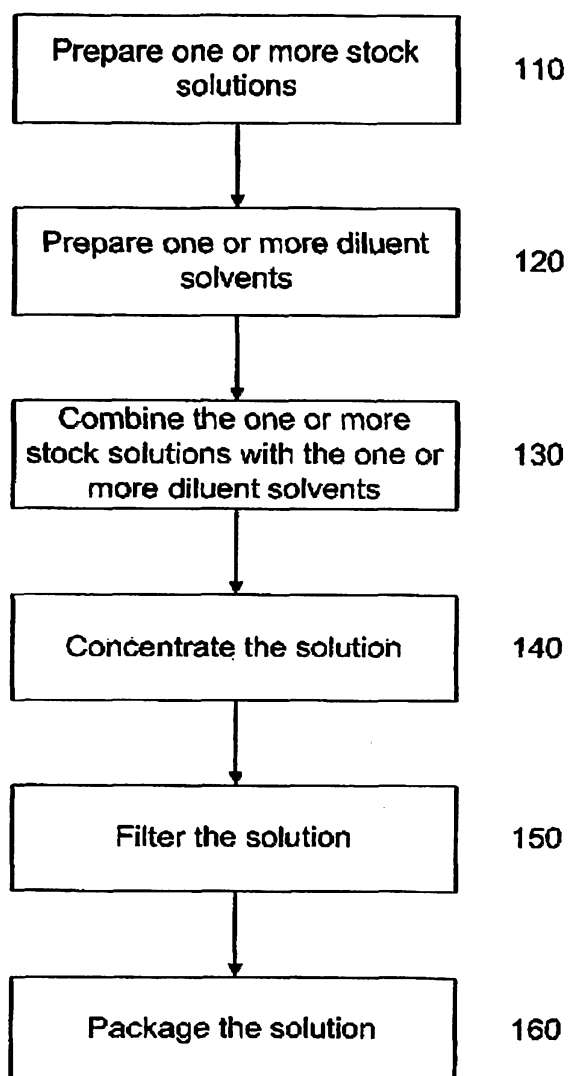 Prepare one or more stock
solutions
110
Prepare one or more diluent
solvents
120
Combine the one or more
stock solutions with the one or
more diluent solvents
130
Concentrate the solution
140
Filter the solution
150
Package the solution
160